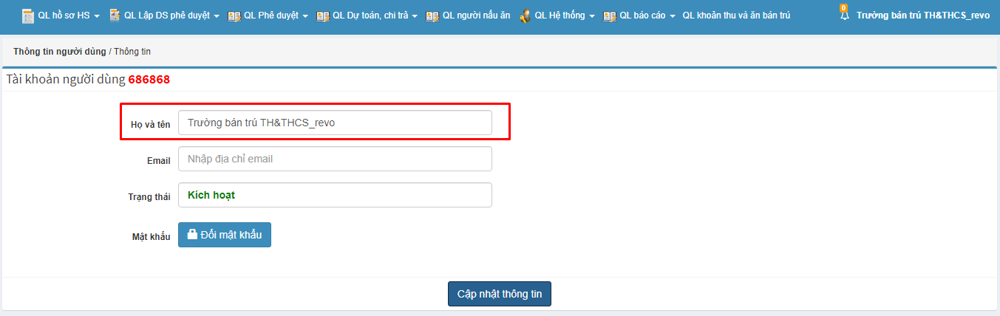 QL hồ sơ HS QL Lập DS phê duyệt QL Phê duyệt QL Dự toán, chi trả QL người nấu ăn QL Hệ thống QL báo cáo QL khoản thu và ăn bán trú 0 Trường bán trú TH&THCS_revo
Thông tin người dùng / Thông tin
Tài khoản người dùng 686868
Họ và tên Trường bán trú TH&THCS_revo
Email Nhập địa chỉ email
Trạng thái Kích hoạt
Mật khẩu Đổi mật khẩu
Cập nhật thông tin